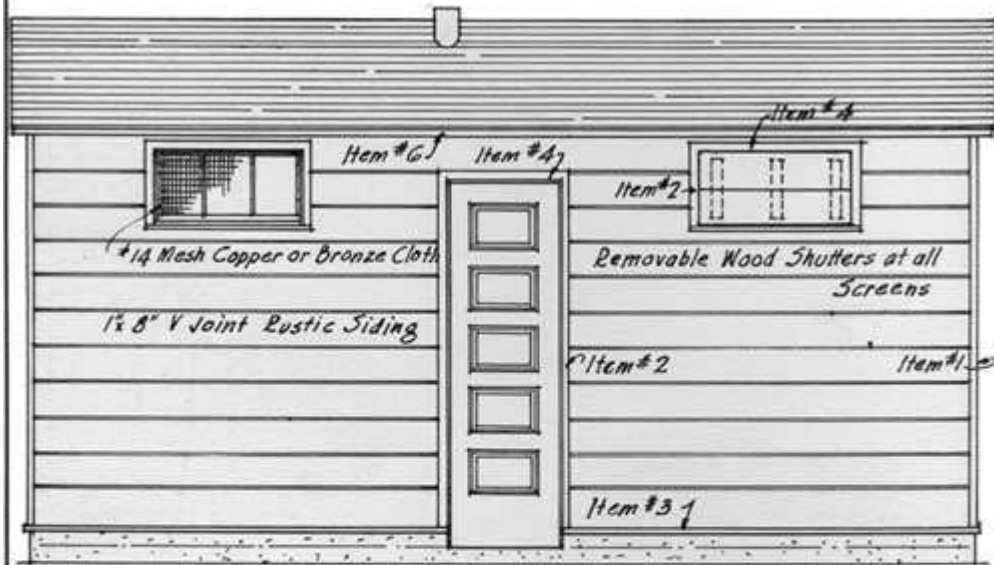 Item #4
Item #6
Item #4
Item #2
#14 Mesh Copper or Bronze Cloth
Removable Wood Shutters at all
Screens
1"x 8" V Joint Rustic Siding
Item #2
Item #1
Item #3